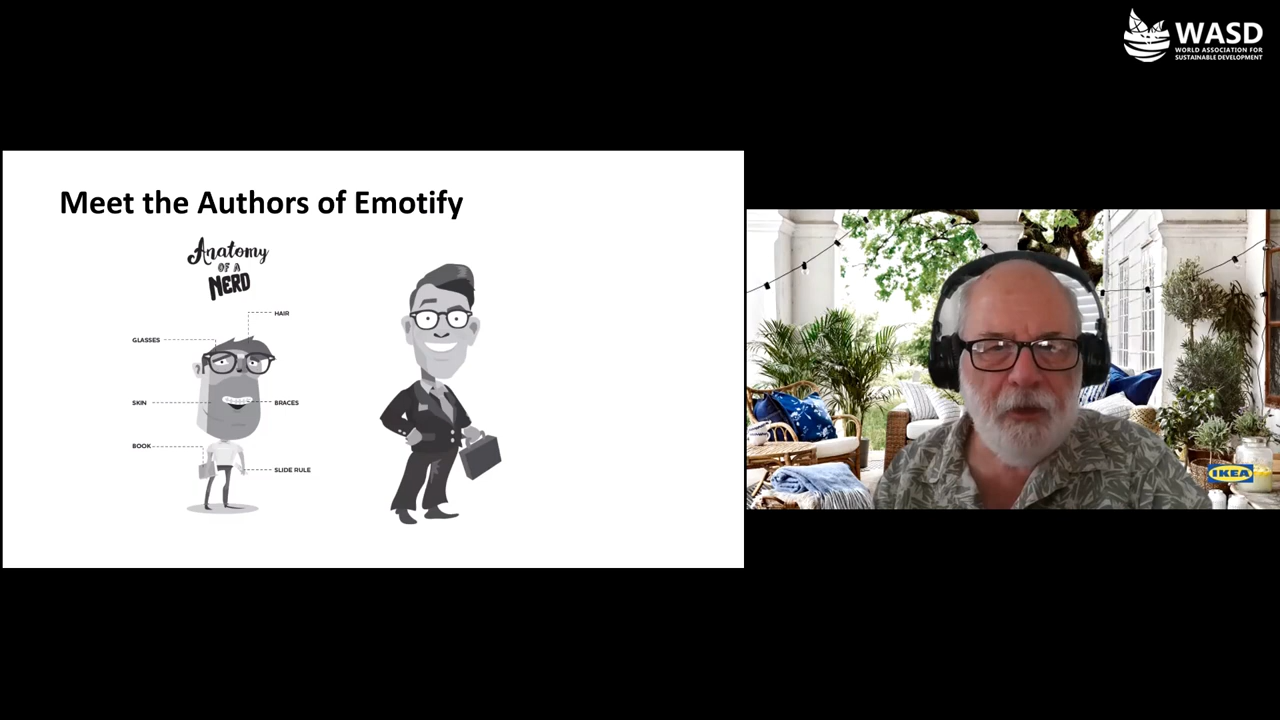 WASD
WORLD ASSOCIATION FOR
SUSTAINABLE DEVELOPMENT
Meet the Authors of Emotify
Anatomy
OF A
NERD
HAIR
GLASSES
SKIN
BRACES
BOOK
SLIDE RULE
IKEA